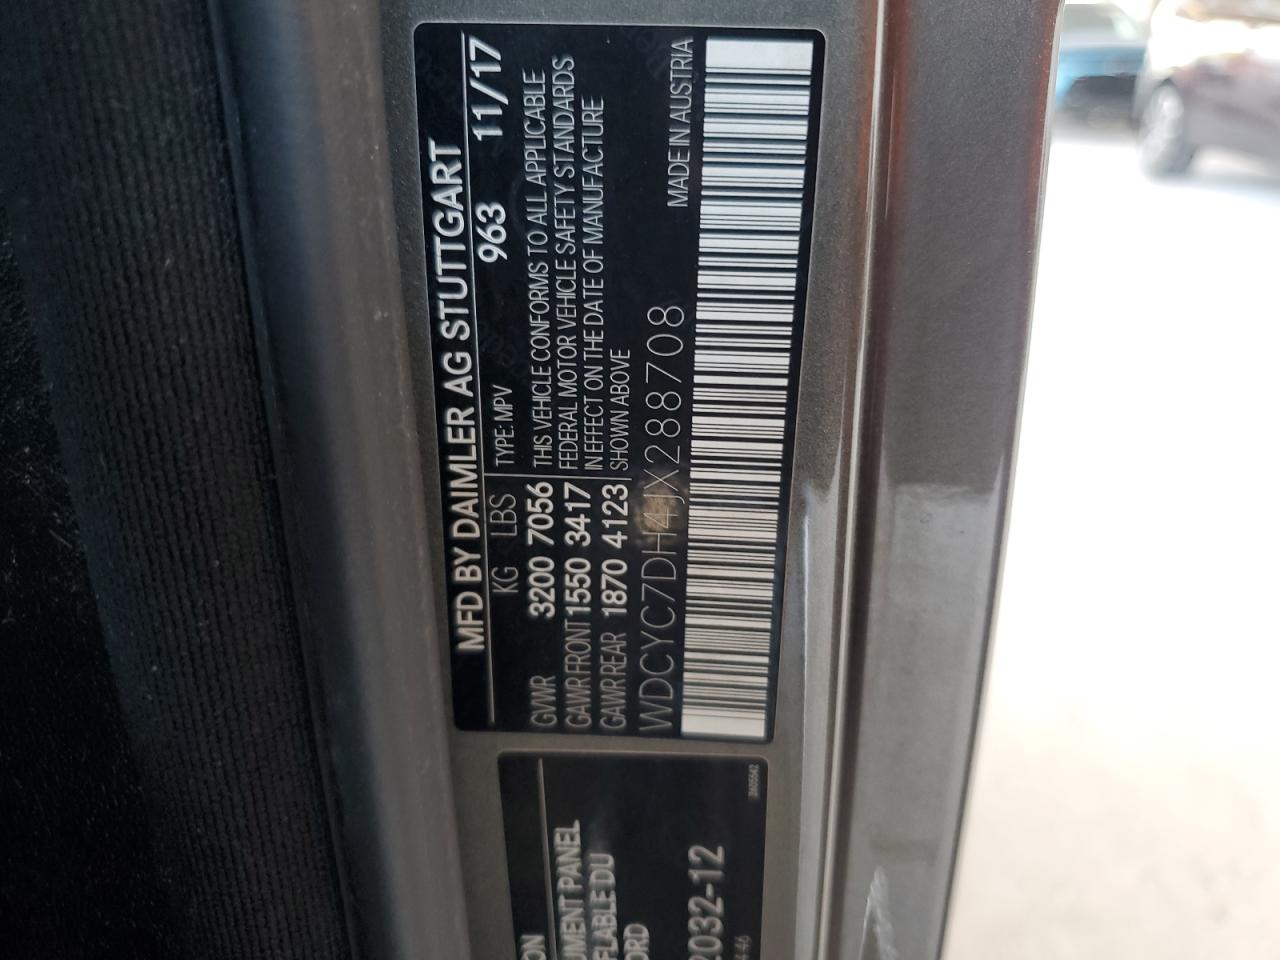 MFD BY DAIMLER AG STUTTGART
KG LBS TYPE: MPV 963 11/17
GVWR 3200 7056 THIS VEHICLE CONFORMS TO ALL APPLICABLE
GAWR FRONT 1550 3417 FEDERAL MOTOR VEHICLE SAFETY STANDARDS
GAWR REAR 1870 4123 IN EFFECT ON THE DATE OF MANUFACTURE
SHOWN ABOVE
WDCYC7DH4JX288708 MADE IN AUSTRIA
ON
UMENT PANEL
FLABLE DU
ORD
2032-12